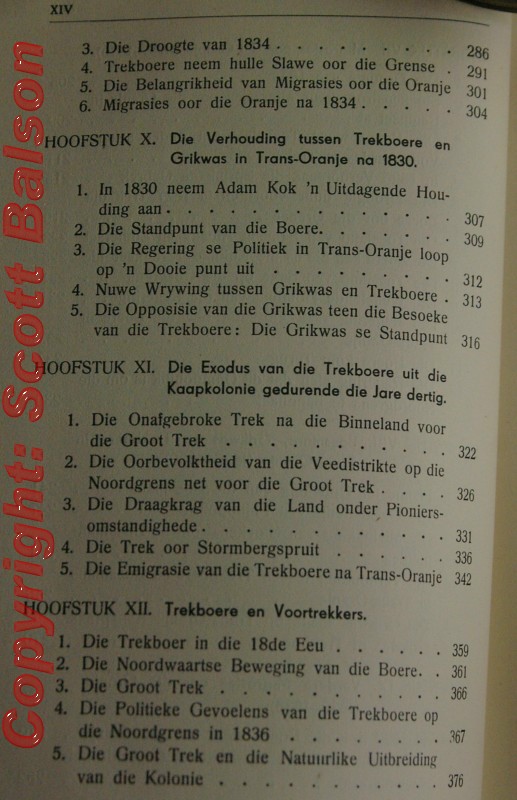 XIV
3. Die Droogte van 1834 . . . . . . . . . 286
4. Trekboere neem hulle Slawe oor die Grense . 291
5. Die Belangrikheid van Migrasies oor die Oranje 301
6. Migrasies oor die Oranje na 1834 . . . . . 304
HOOFSTUK X. Die Verhouding tussen Trekboere en
Grikwas in Trans-Oranje na 1830.
1. In 1830 neem Adam Kok 'n Uitdagende Hou-
ding aan . . . . . . . . . . . . . 307
2. Die Standpunt van die Boere. . . . . . . 309
3. Die Regering se Politiek in Trans-Oranje loop
op 'n Dooie punt uit . . . . . . . . . 312
4. Nuwe Wrywing tussen Grikwas en Trekboere . 313
5. Die Opposisie van die Grikwas teen die Besoeke
van die Trekboere: Die Grikwas se Standpunt 316
HOOFSTUK XI. Die Exodus van die Trekboere uit die
Kaapkolonie gedurende die Jare dertig.
1. Die Onafgebroke Trek na die Binneland voor
die Groot Trek . . . . . . . . . . . 322
2. Die Oorbevolktheid van die Veedistrikte op die
Noordgrens net voor die Groot Trek . . . . 326
3. Die Draagkrag van die Land onder Pioniers-
omstandighede . . . . . . . . . . . . 331
4. Die Trek oor Stormbergspruit . . . . . . 336
5. Die Emigrasie van die Trekboere na Trans-Oranje 342
HOOFSTUK XII. Trekboere en Voortrekkers.
1. Die Trekboer in die 18de Eeu . . . . . . 359
2. Die Noordwaartse Beweging van die Boere. . 361
3. Die Groot Trek . . . . . . . . . . . 366
4. Die Politieke Gevoelens van die Trekboere op
die Noordgrens in 1836 . . . . . . . . 367
5. Die Groot Trek en die Natuurlike Uitbreiding
van die Kolonie . . . . . . . . . . . 376
Copyright: Scott Balson